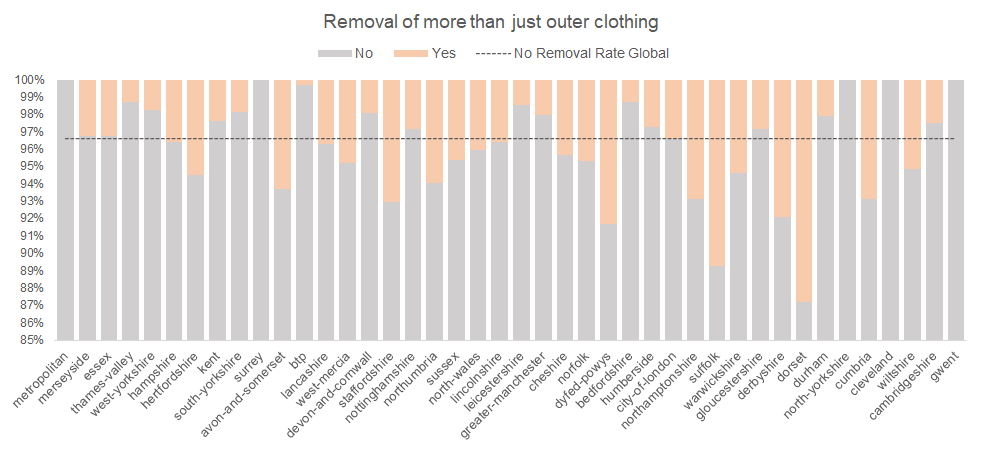 Removal of more than just outer clothing
No Yes No Removal Rate Global
100%
99%
98%
97%
96%
95%
94%
93%
92%
91%
90%
89%
88%
87%
86%
85%
metropolitan
merseyside
essex
thames-valley
west-yorkshire
hampshire
hertfordshire
kent
south-yorkshire
surrey
avon-and-somerset
btp
lancashire
west-mercia
devon-and-cornwall
staffordshire
nottinghamshire
northumbria
sussex
north-wales
lincolnshire
leicestershire
greater-manchester
cheshire
norfolk
dyfed-powys
bedfordshire
humberside
city-of-london
northamptonshire
suffolk
warwickshire
gloucestershire
derbyshire
dorset
durham
north-yorkshire
cumbria
cleveland
wiltshire
cambridgeshire
gwent